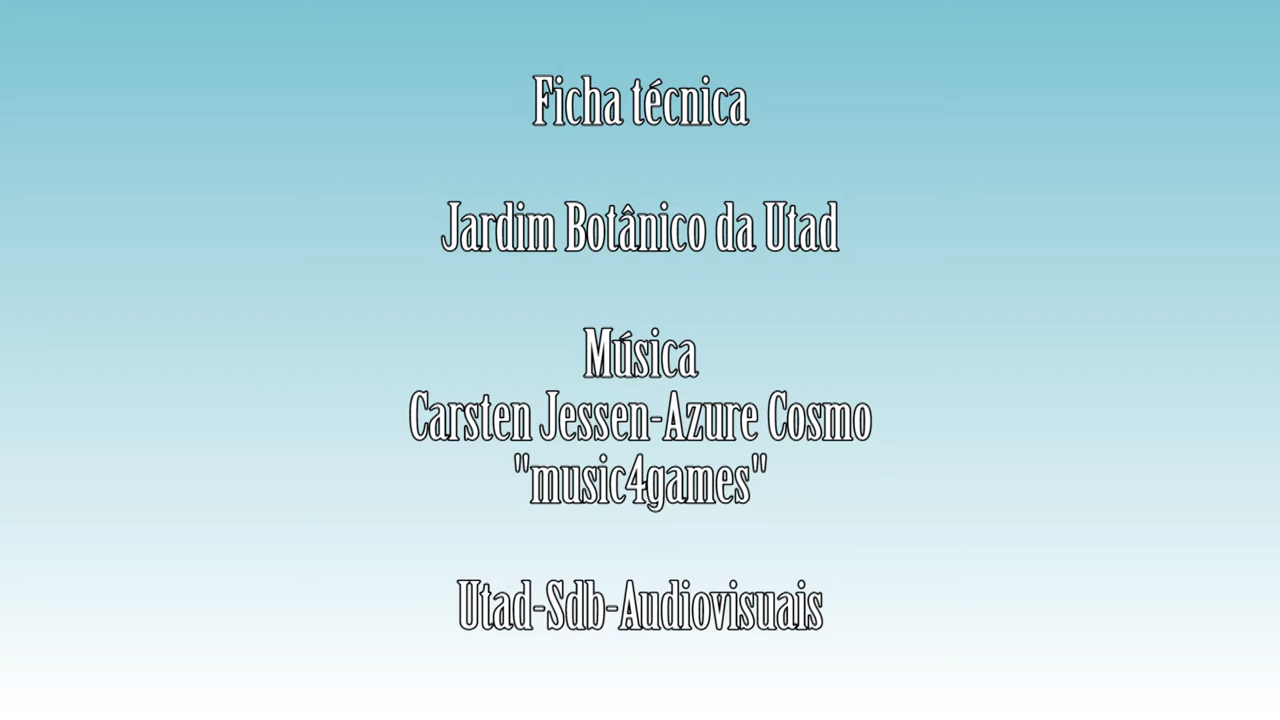 Ficha técnica
Jardim Botânico da Utad
Música
Carsten Jessen-Azure Cosmo
"music4games"
Utad-Sdb-Audiovisuais